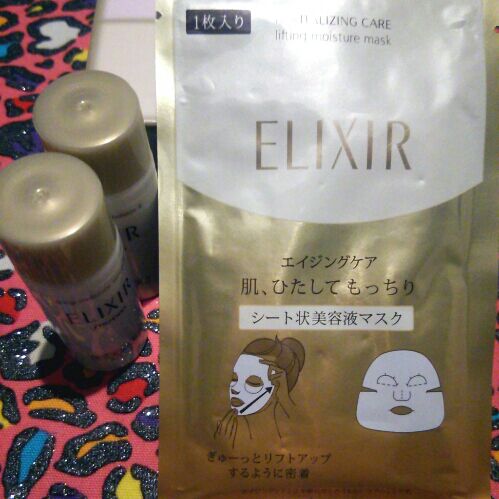 1枚入り
CARE
lifting moisture mask
ELIXIR
エイジングケア
肌、ひたして もっちり
シート状美容液マスク
ぎゅーっとリフトアップ
するように密着
ELIXIR